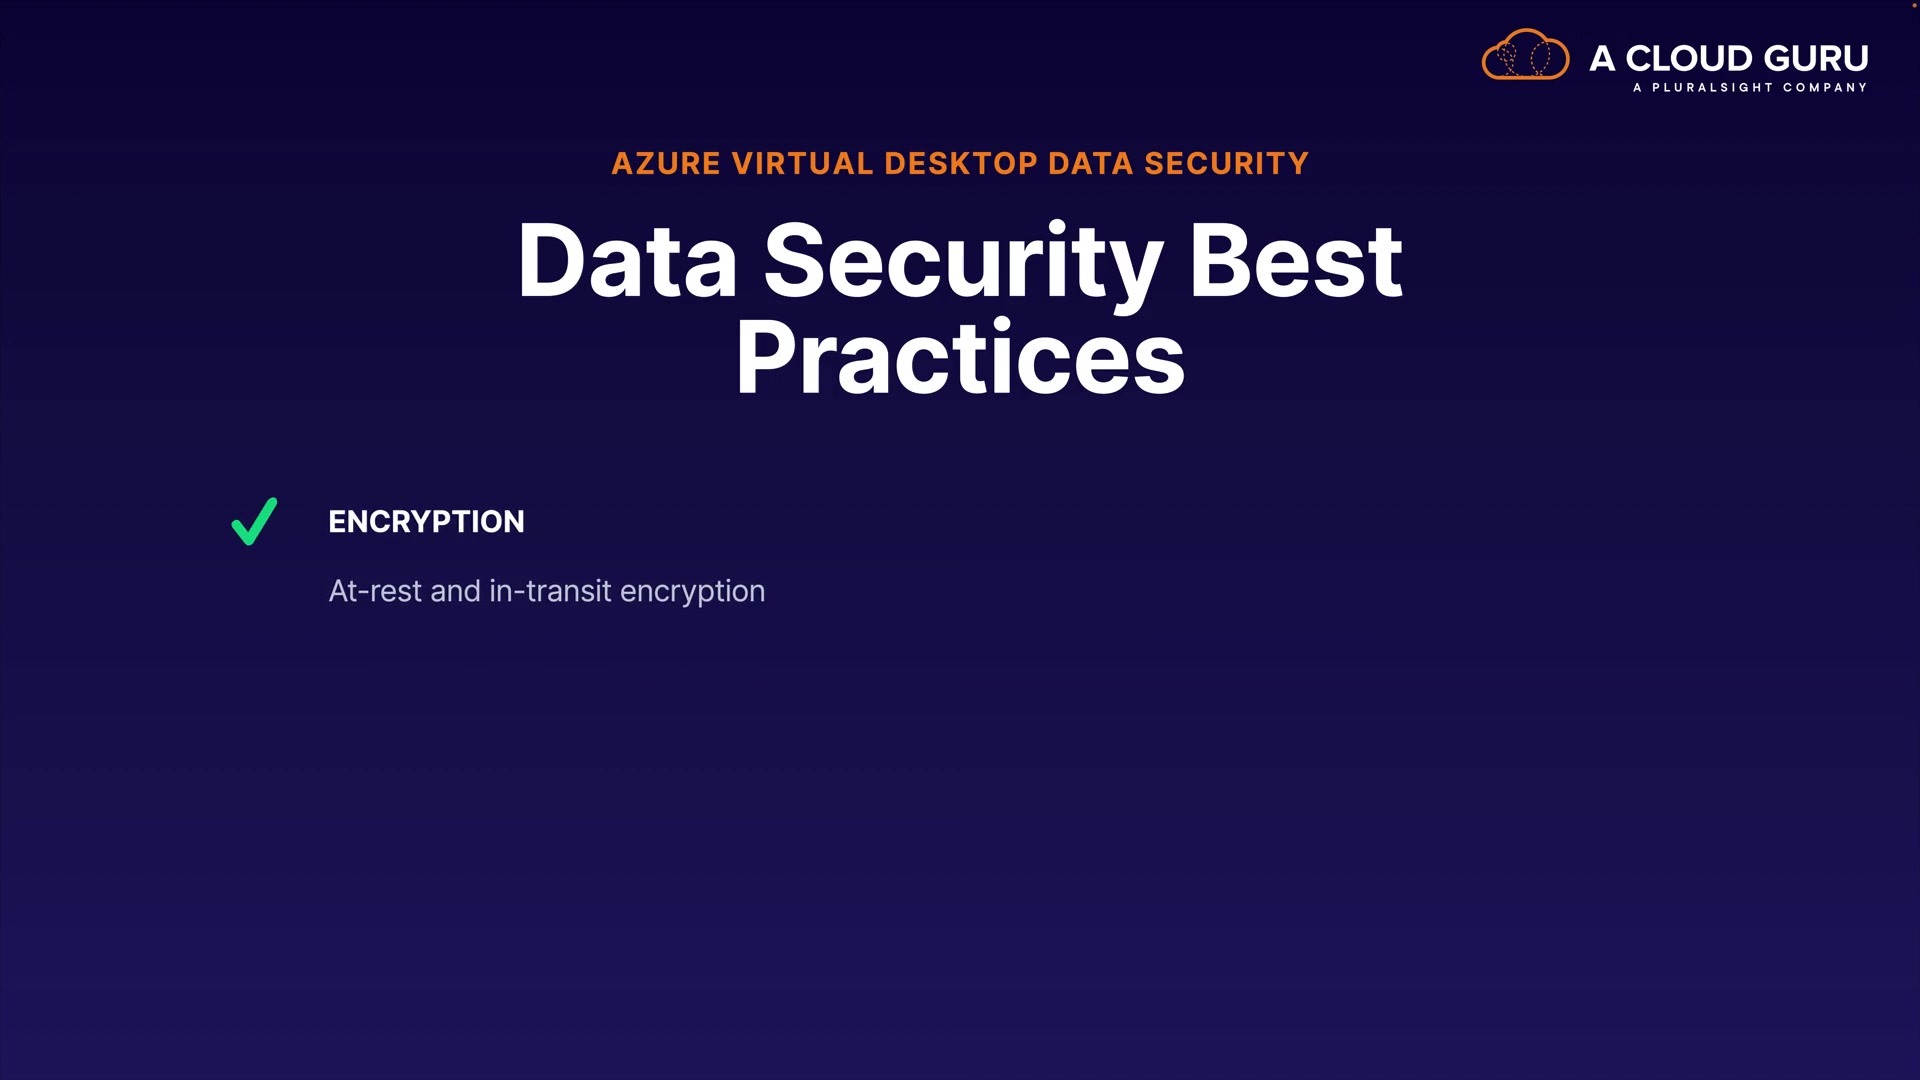 A CLOUD GURU
A PLURALSIGHT COMPANY
AZURE VIRTUAL DESKTOP DATA SECURITY
Data Security Best
Practices
ENCRYPTION
At-rest and in-transit encryption